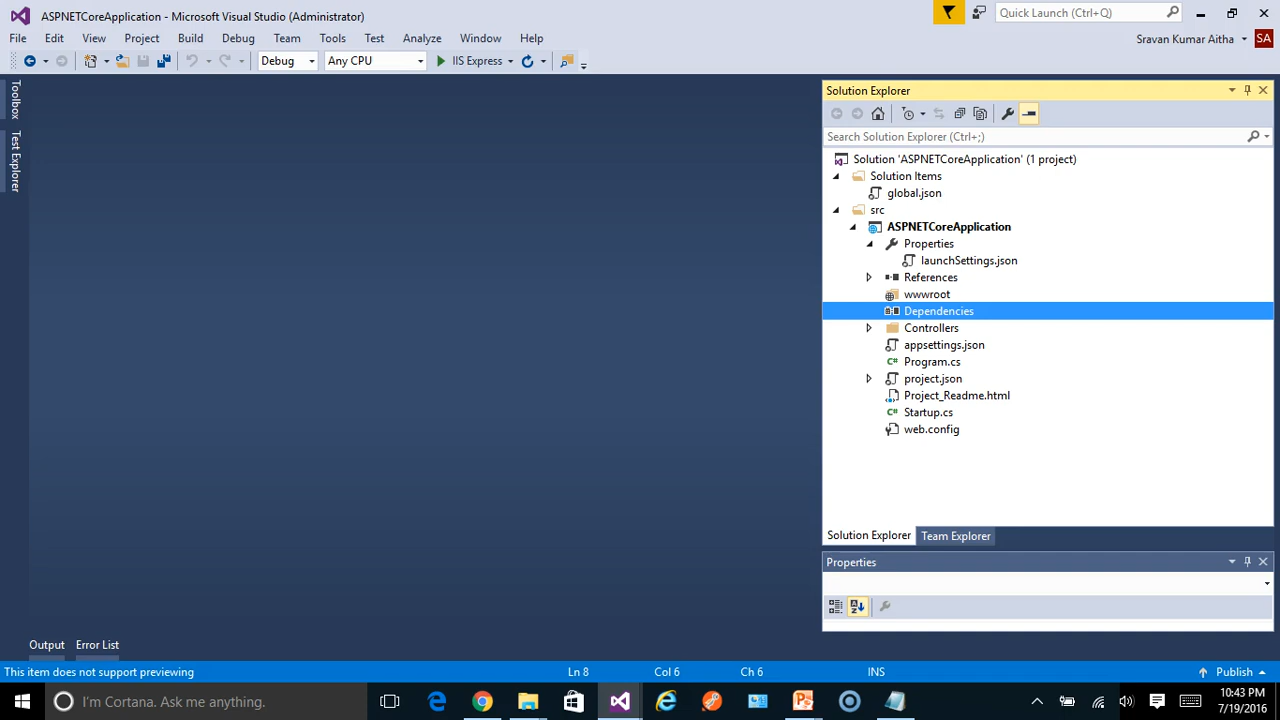 ASPNETCoreApplication - Microsoft Visual Studio (Administrator)
Quick Launch (Ctrl+Q)
File Edit View Project Build Debug Team Tools Test Analyze Window Help
Sravan Kumar Aitha SA
Debug Any CPU IIS Express
Toolbox
Test Explorer
Solution Explorer
Search Solution Explorer (Ctrl+;)
Solution 'ASPNETCoreApplication' (1 project)
Solution Items
global.json
src
ASPNETCoreApplication
Properties
launchSettings.json
References
wwwroot
Dependencies
Controllers
appsettings.json
C# Program.cs
project.json
Project_Readme.html
C# Startup.cs
web.config
Solution Explorer Team Explorer
Properties
Output Error List
This item does not support previewing Ln 8 Col 6 Ch 6 INS Publish
I'm Cortana. Ask me anything.
10:43 PM
7/19/2016